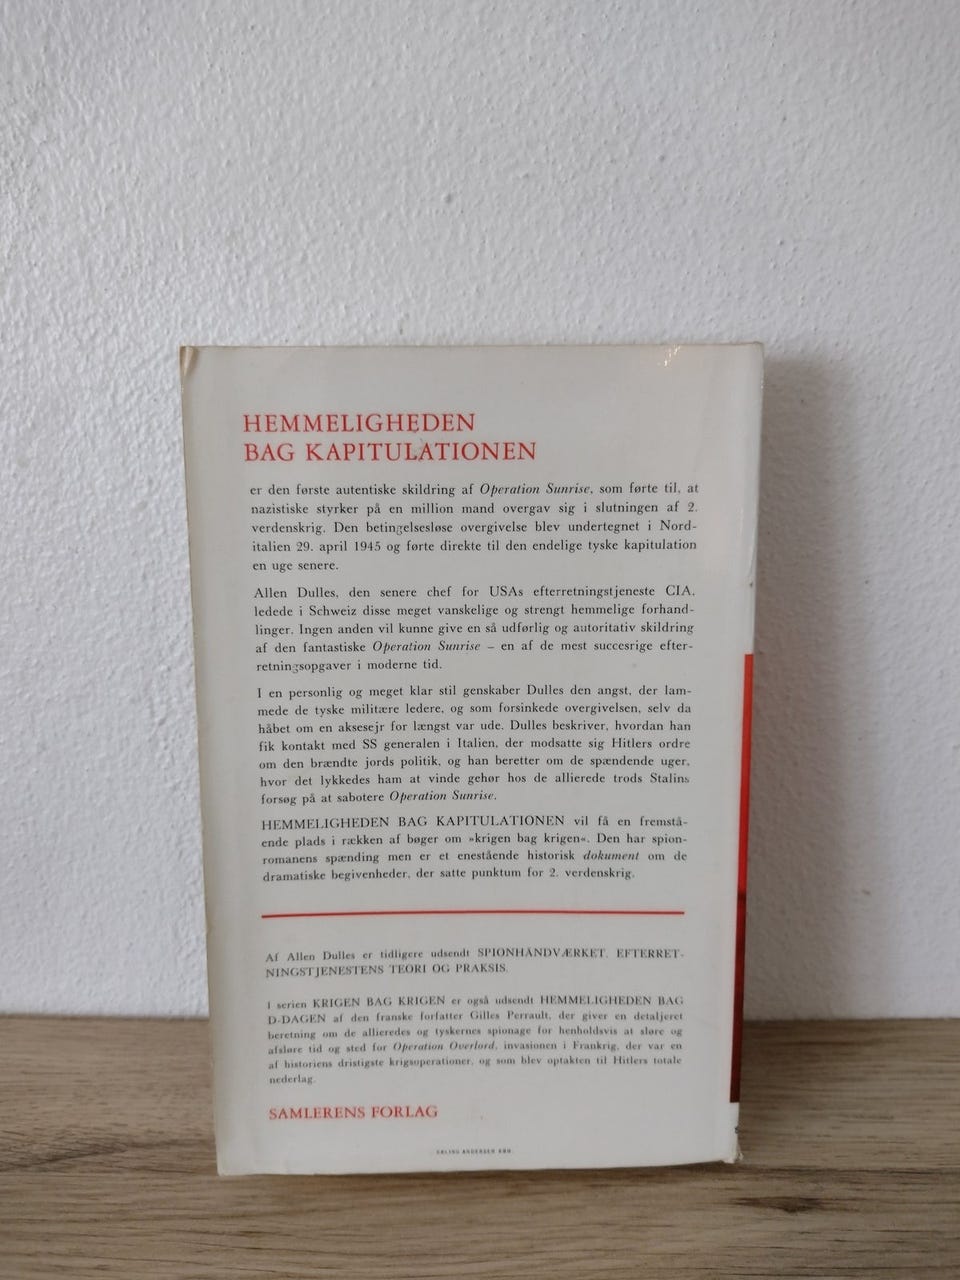 HEMMELIGHEDEN
BAG KAPITULATIONEN
er den første autentiske skildring af Operation Sunrise, som førte til, at
nazistiske styrker på en million mand overgav sig i slutningen af 2.
verdenskrig. Den betingelsesløse overgivelse blev undertegnet i Nord-
italien 29. april 1945 og førte direkte til den endelige tyske kapitulation
en uge senere.
Allen Dulles, den senere chef for USAs efterretningstjeneste CIA,
ledede i Schweiz disse meget vanskelige og strengt hemmelige forhand-
linger. Ingen anden vil kunne give en så udførlig og autoritativ skildring
af den fantastiske Operation Sunrise – en af de mest succesrige efter-
retningsopgaver i moderne tid.
I en personlig og meget klar stil genskaber Dulles den angst, der lam-
mede de tyske militære ledere, og som forsinkede overgivelsen, selv da
håbet om en aksesejr for længst var ude. Dulles beskriver, hvordan han
fik kontakt med SS generalen i Italien, der modsatte sig Hitlers ordre
om den brændte jords politik, og han beretter om de spændende uger,
hvor det lykkedes ham at vinde gehør hos de allierede trods Stalins
forsøg på at sabotere Operation Sunrise.
HEMMELIGHEDEN BAG KAPITULATIONEN vil få en fremstå-
ende plads i rækken af bøger om »krigen bag krigen«. Den har spion-
romanens spænding men er et enestående historisk dokument om de
dramatiske begivenheder, der satte punktum for 2. verdenskrig.
Af Allen Dulles er tidligere udsendt SPIONHÅNDVÆRKET. EFTERRET-
NINGSTJENESTENS TEORI OG PRAKSIS.
I serien KRIGEN BAG KRIGEN er også udsendt HEMMELIGHEDEN BAG
D-DAGEN af den franske forfatter Gilles Perrault, der giver en detaljeret
beretning om de allieredes og tyskernes spionage for henholdsvis at sløre og
afsløre tid og sted for Operation Overlord, invasionen i Frankrig, der var en
af historiens dristigste krigsoperationer, og som blev optakten til Hitlers totale
nederlag.
SAMLERENS FORLAG
ERLING ANDERSEN KBH.